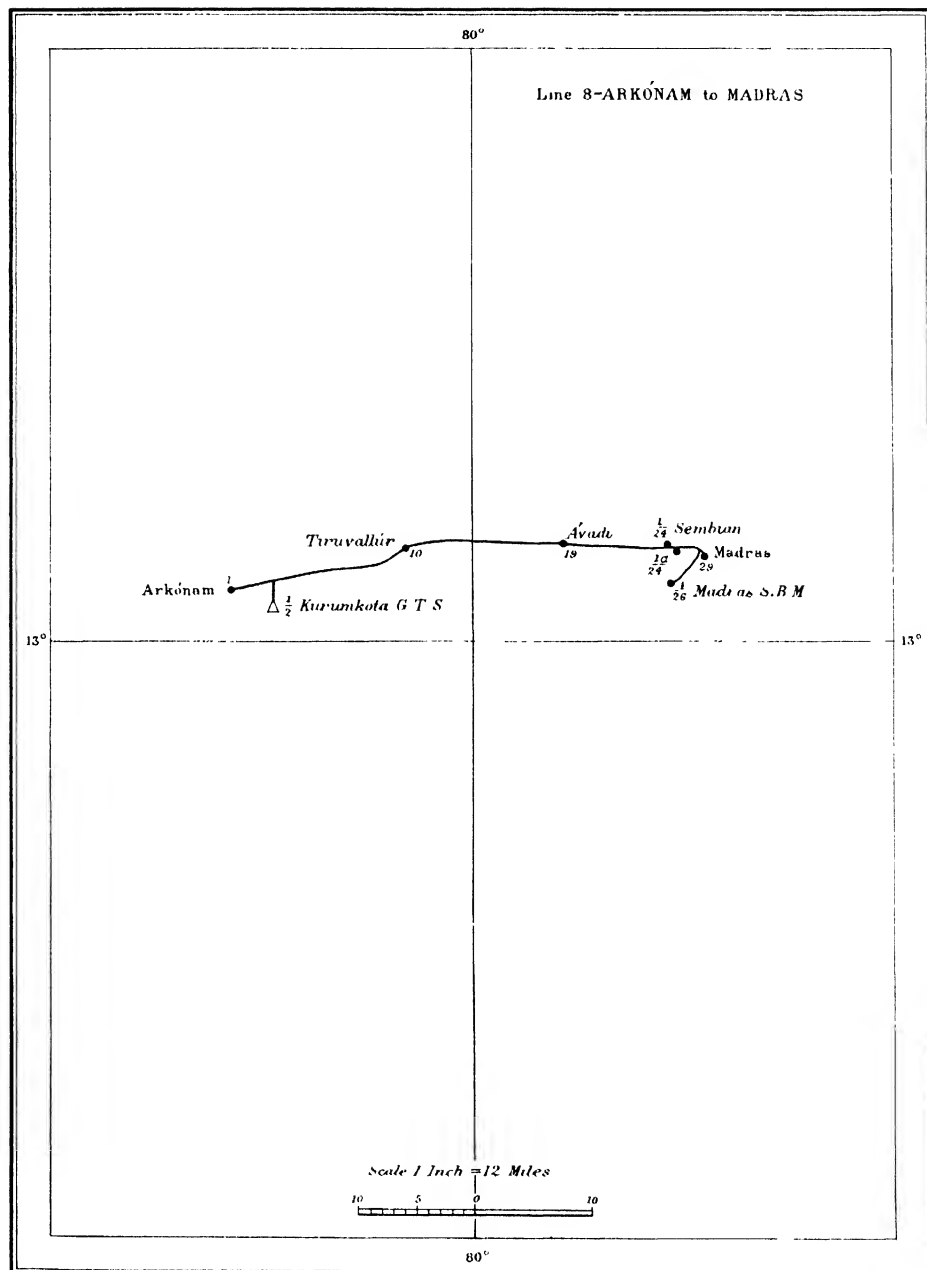 80°
Line 8-ARKÓNAM to MADRAS
1/24 Sembian
Ávadi
Tiruvallúr 10
19
1a/24
Madras
29
1
Arkónam
1/26 Madras S.B M
1/2 Kurumkota G T S
13° 13°
Scale 1 Inch = 12 Miles
10 5 0 10
80°